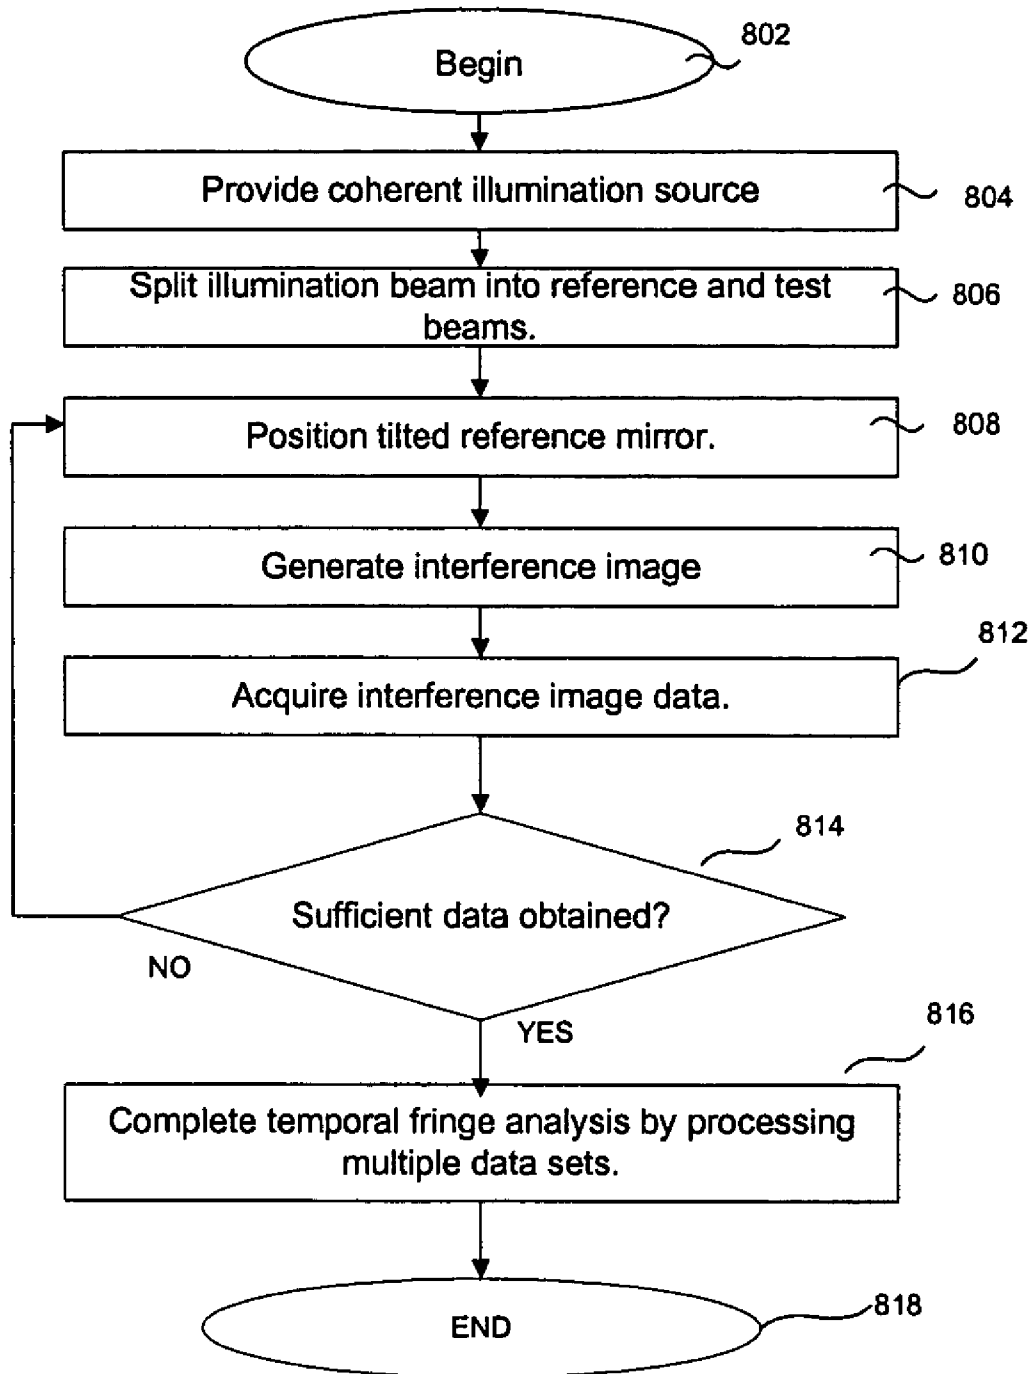 802
Begin
Provide coherent illumination source
804
Split illumination beam into reference and test
beams.
806
Position tilted reference mirror.
808
Generate interference image
810
812
Acquire interference image data.
814
Sufficient data obtained?
NO
YES
816
Complete temporal fringe analysis by processing
multiple data sets.
END
818